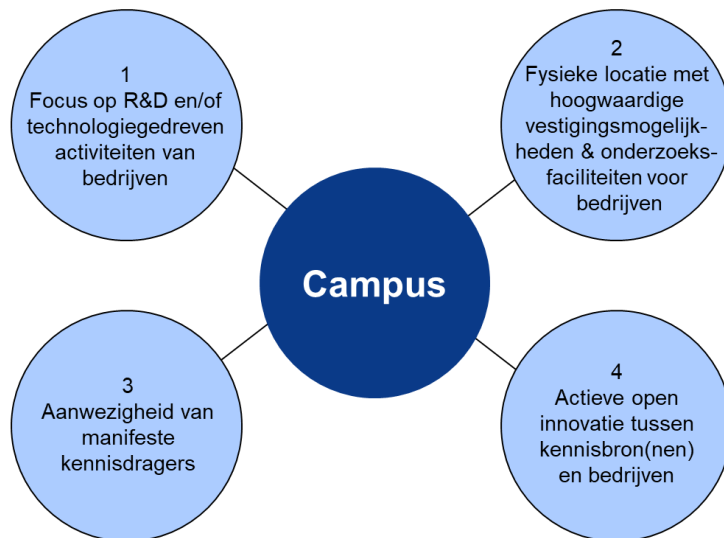 1
Focus op R&D en/of
technologiegedreven
activiteiten van
bedrijven
2
Fysieke locatie met
hoogwaardige
vestigingsmogelijk-
heden & onderzoeks-
faciliteiten voor
bedrijven
Campus
3
Aanwezigheid van
manifeste
kennisdragers
4
Actieve open
innovatie tussen
kennisbron(nen)
en bedrijven